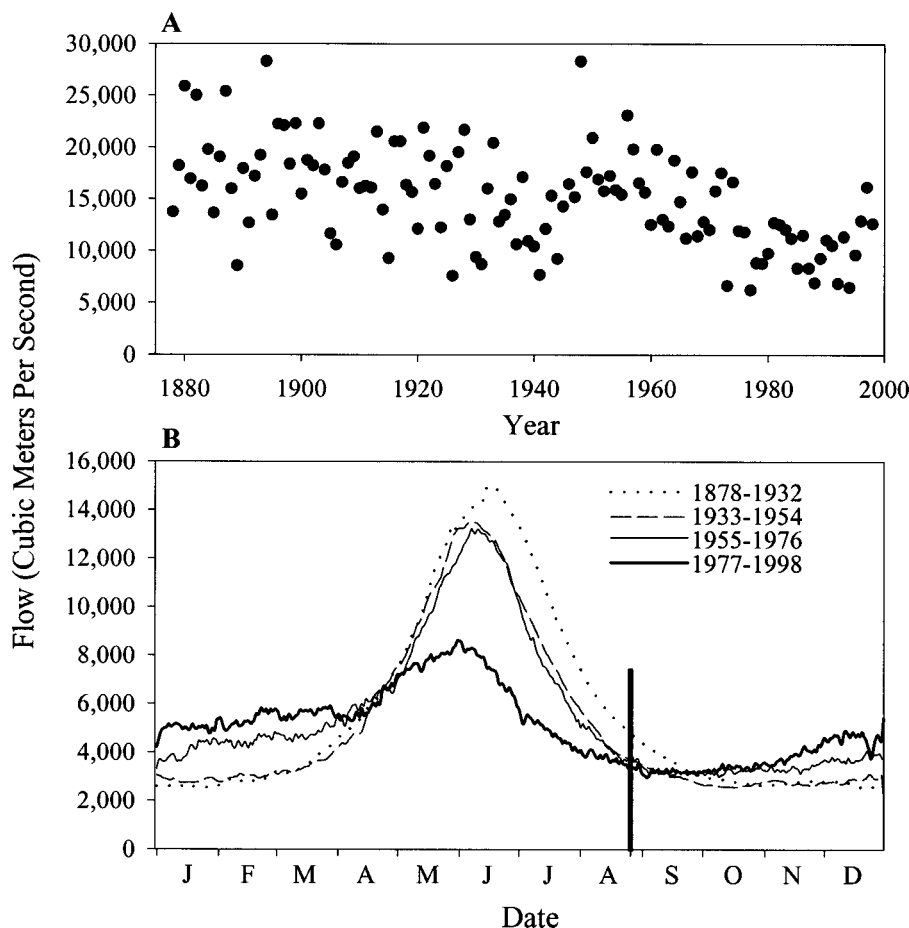 A
30,000
25,000
20,000
15,000
10,000
5,000
0
1880 1900 1920 1940 1960 1980 2000
Year
Flow (Cubic Meters Per Second)
B
16,000
14,000
12,000
10,000
8,000
6,000
4,000
2,000
0
1878-1932
1933-1954
1955-1976
1977-1998
J F M A M J J A S O N D
Date